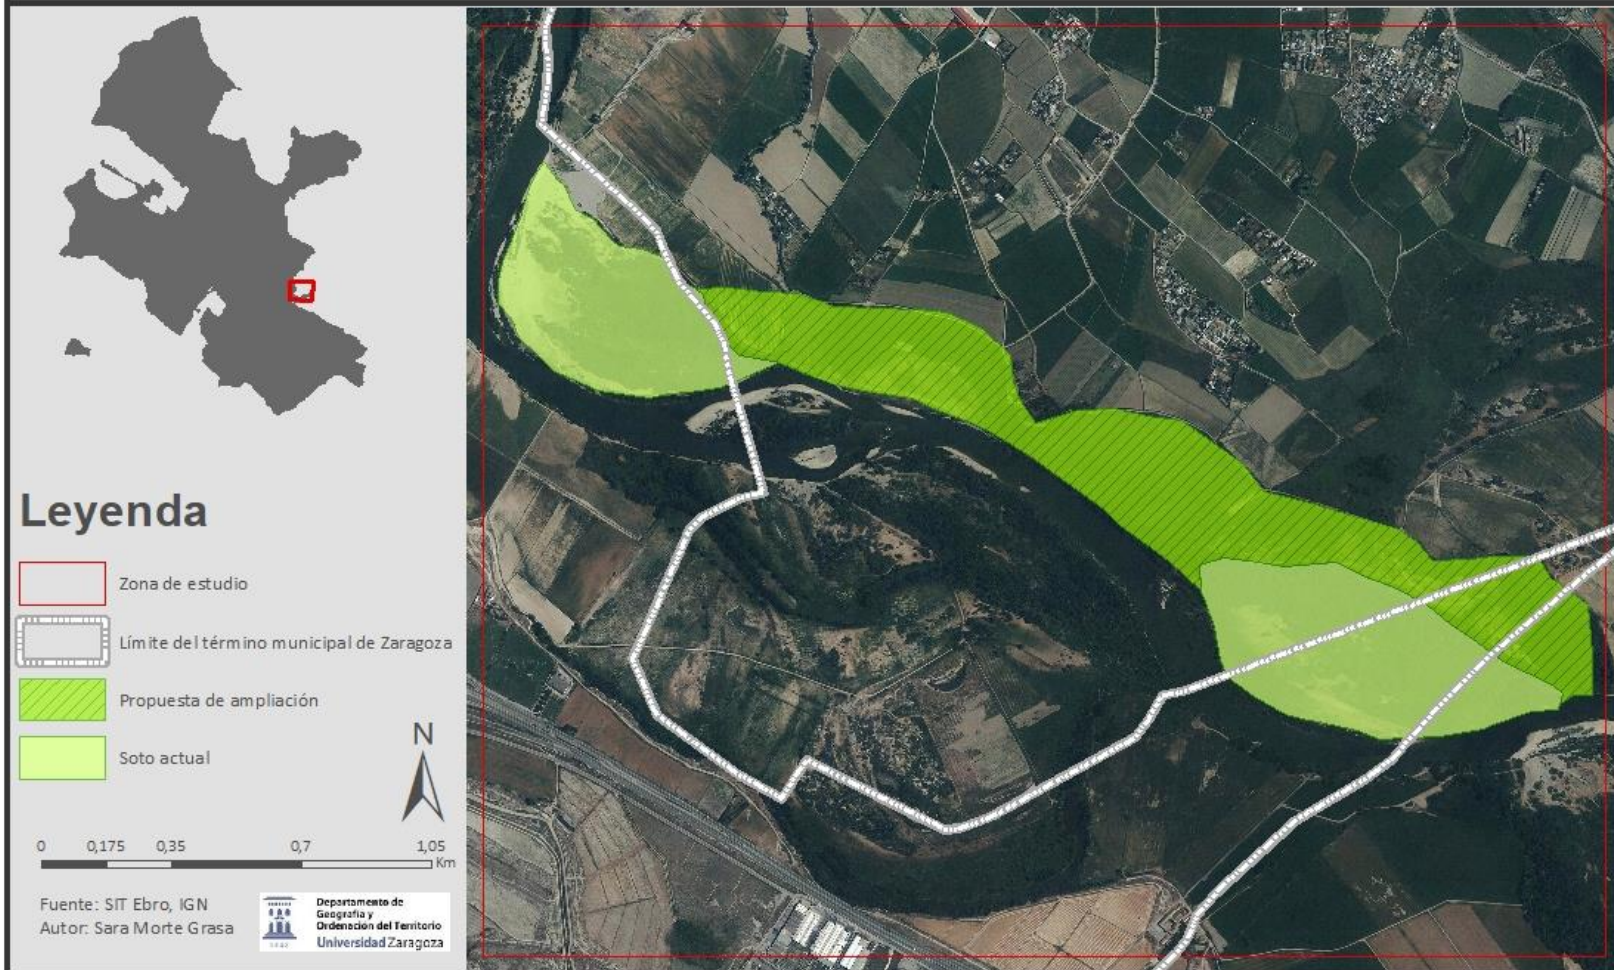 Leyenda
Zona de estudio
Límite del término municipal de Zaragoza
Propuesta de ampliación
Soto actual
N
0 0,175 0,35 0,7 1,05
Km
Fuente: SIT Ebro, IGN
Autor: Sara Morte Grasa
Departamento de
Geografía y
Ordenación del Territorio
Universidad Zaragoza